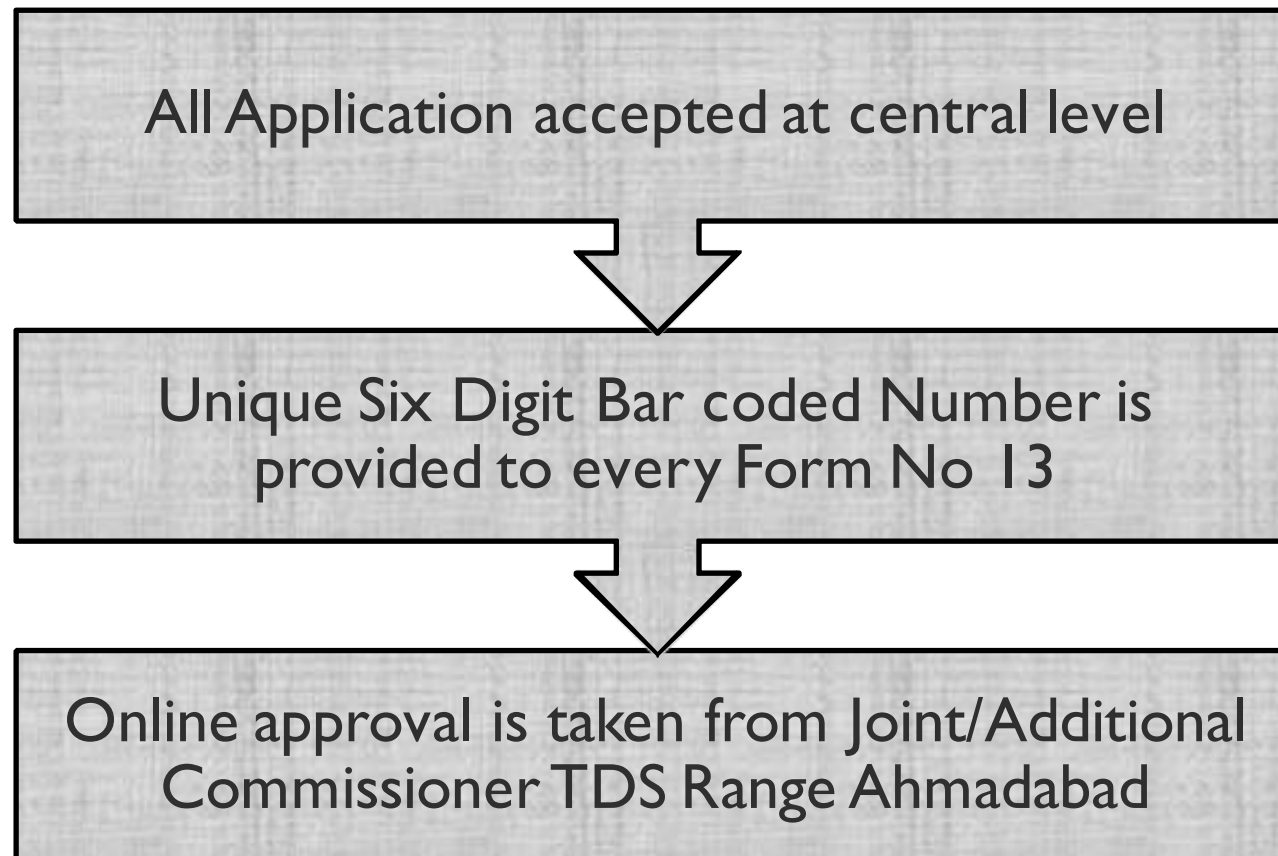 All Application accepted at central level
Unique Six Digit Bar coded Number is
provided to every Form No 13
Online approval is taken from Joint/Additional
Commissioner TDS Range Ahmadabad